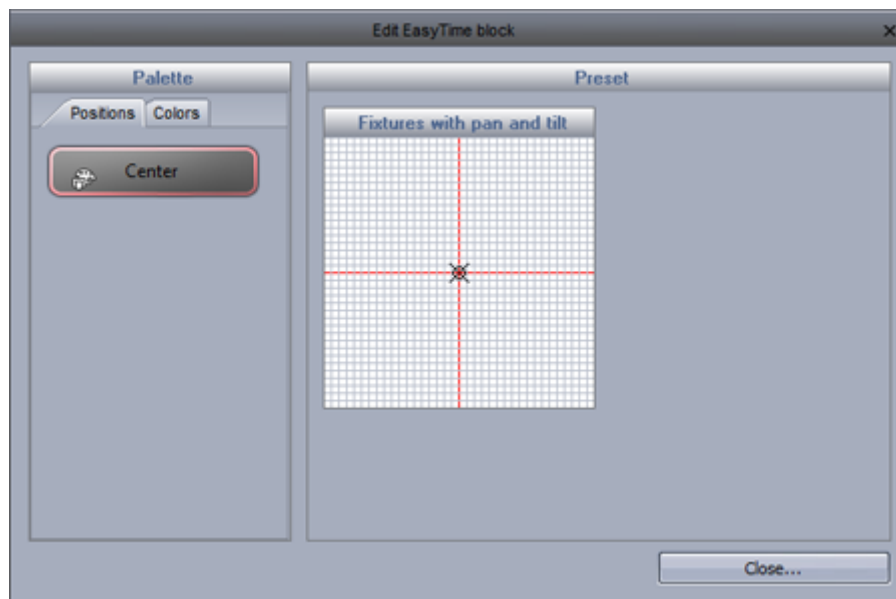 Edit EasyTime block
Palette
Positions
Colors
Center
Preset
Fixtures with pan and tilt
Close...